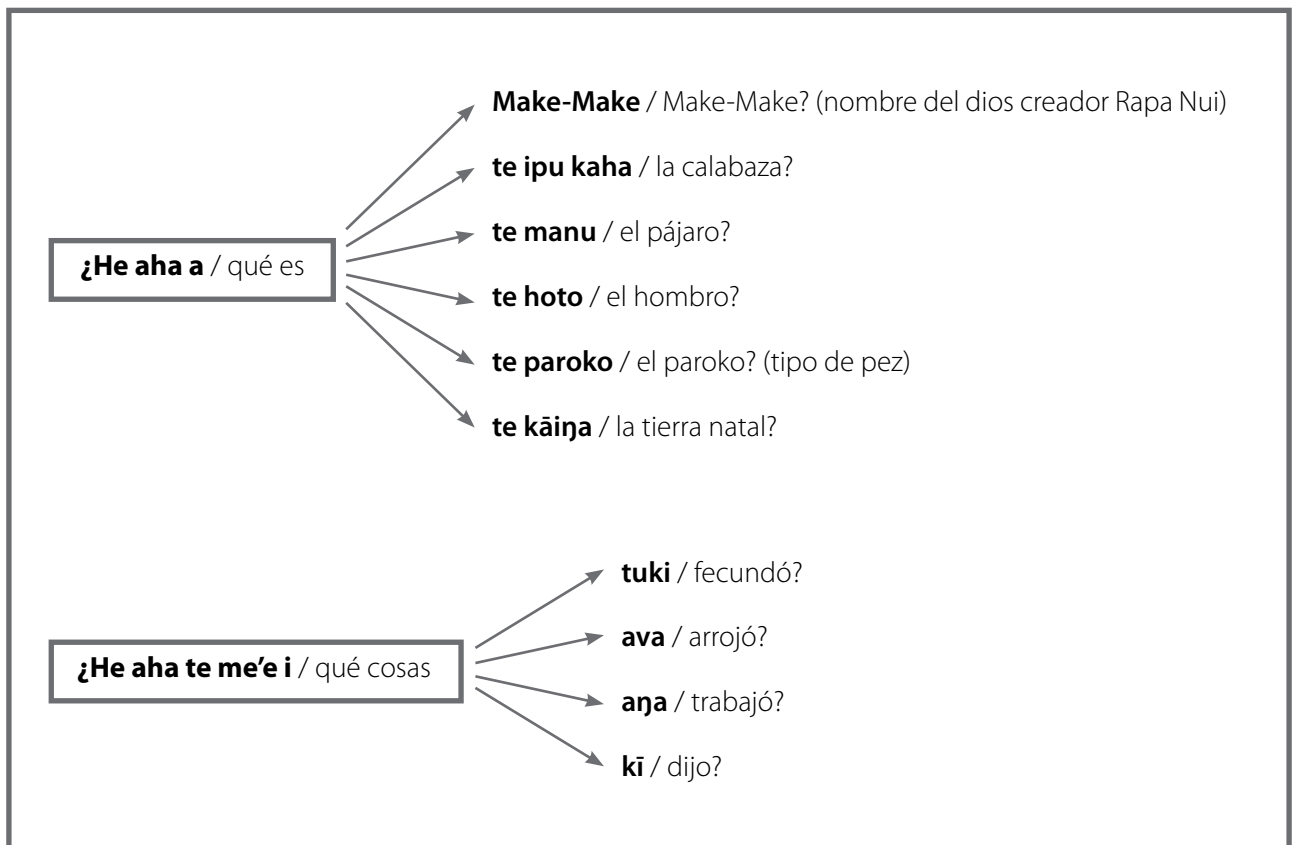 Make-Make / Make-Make? (nombre del dios creador Rapa Nui)
te ipu kaha / la calabaza?
te manu / el pájaro?
¿He aha a / qué es
te hoto / el hombro?
te paroko / el paroko? (tipo de pez)
te kāiŋa / la tierra natal?
tuki / fecundó?
ava / arrojó?
¿He aha te me’e i / qué cosas
aŋa / trabajó?
kī / dijo?